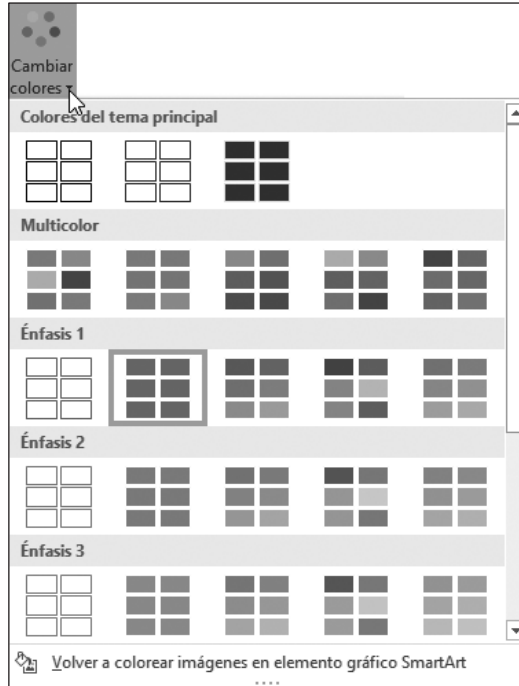 Cambiar
colores
Colores del tema principal
Multicolor
Énfasis 1
Énfasis 2
Énfasis 3
Volver a colorear imágenes en elemento gráfico SmartArt